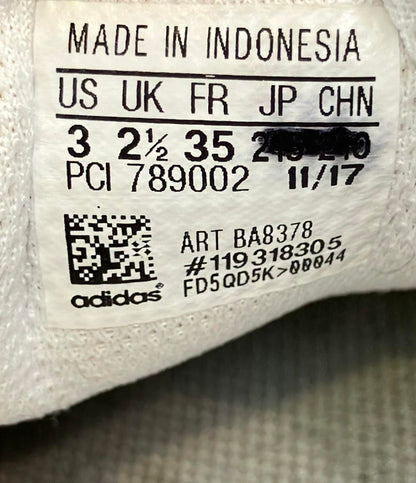 MADE IN INDONESIA
US UK FR JP CHN
3 2½ 35
PCI 789002 11/17
ART BA8378
#119318305
adidas FD5QD5K>00044